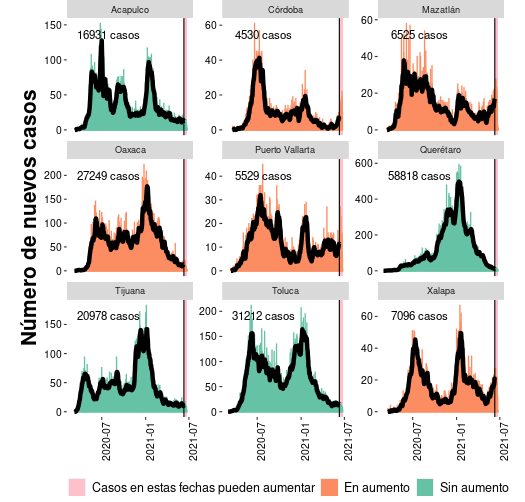 Número de nuevos casos
Acapulco Córdoba Mazatlán
150 60 60
16931 casos 4530 casos 6525 casos
100 40 40
50 20 20
0 0 0
Oaxaca Puerto Vallarta Querétaro
200 40 600
27249 casos 5529 casos 58818 casos
150 30 400
100 20 200
50 10
0 0 0
Tijuana Toluca Xalapa
150 200 60
20978 casos 31212 casos 7096 casos
100 150 40
50 100 20
0 50 0
0
2020-07 2021-01 2021-07 2020-07 2021-01 2021-07 2020-07 2021-01 2021-07
Casos en estas fechas pueden aumentar En aumento Sin aumento